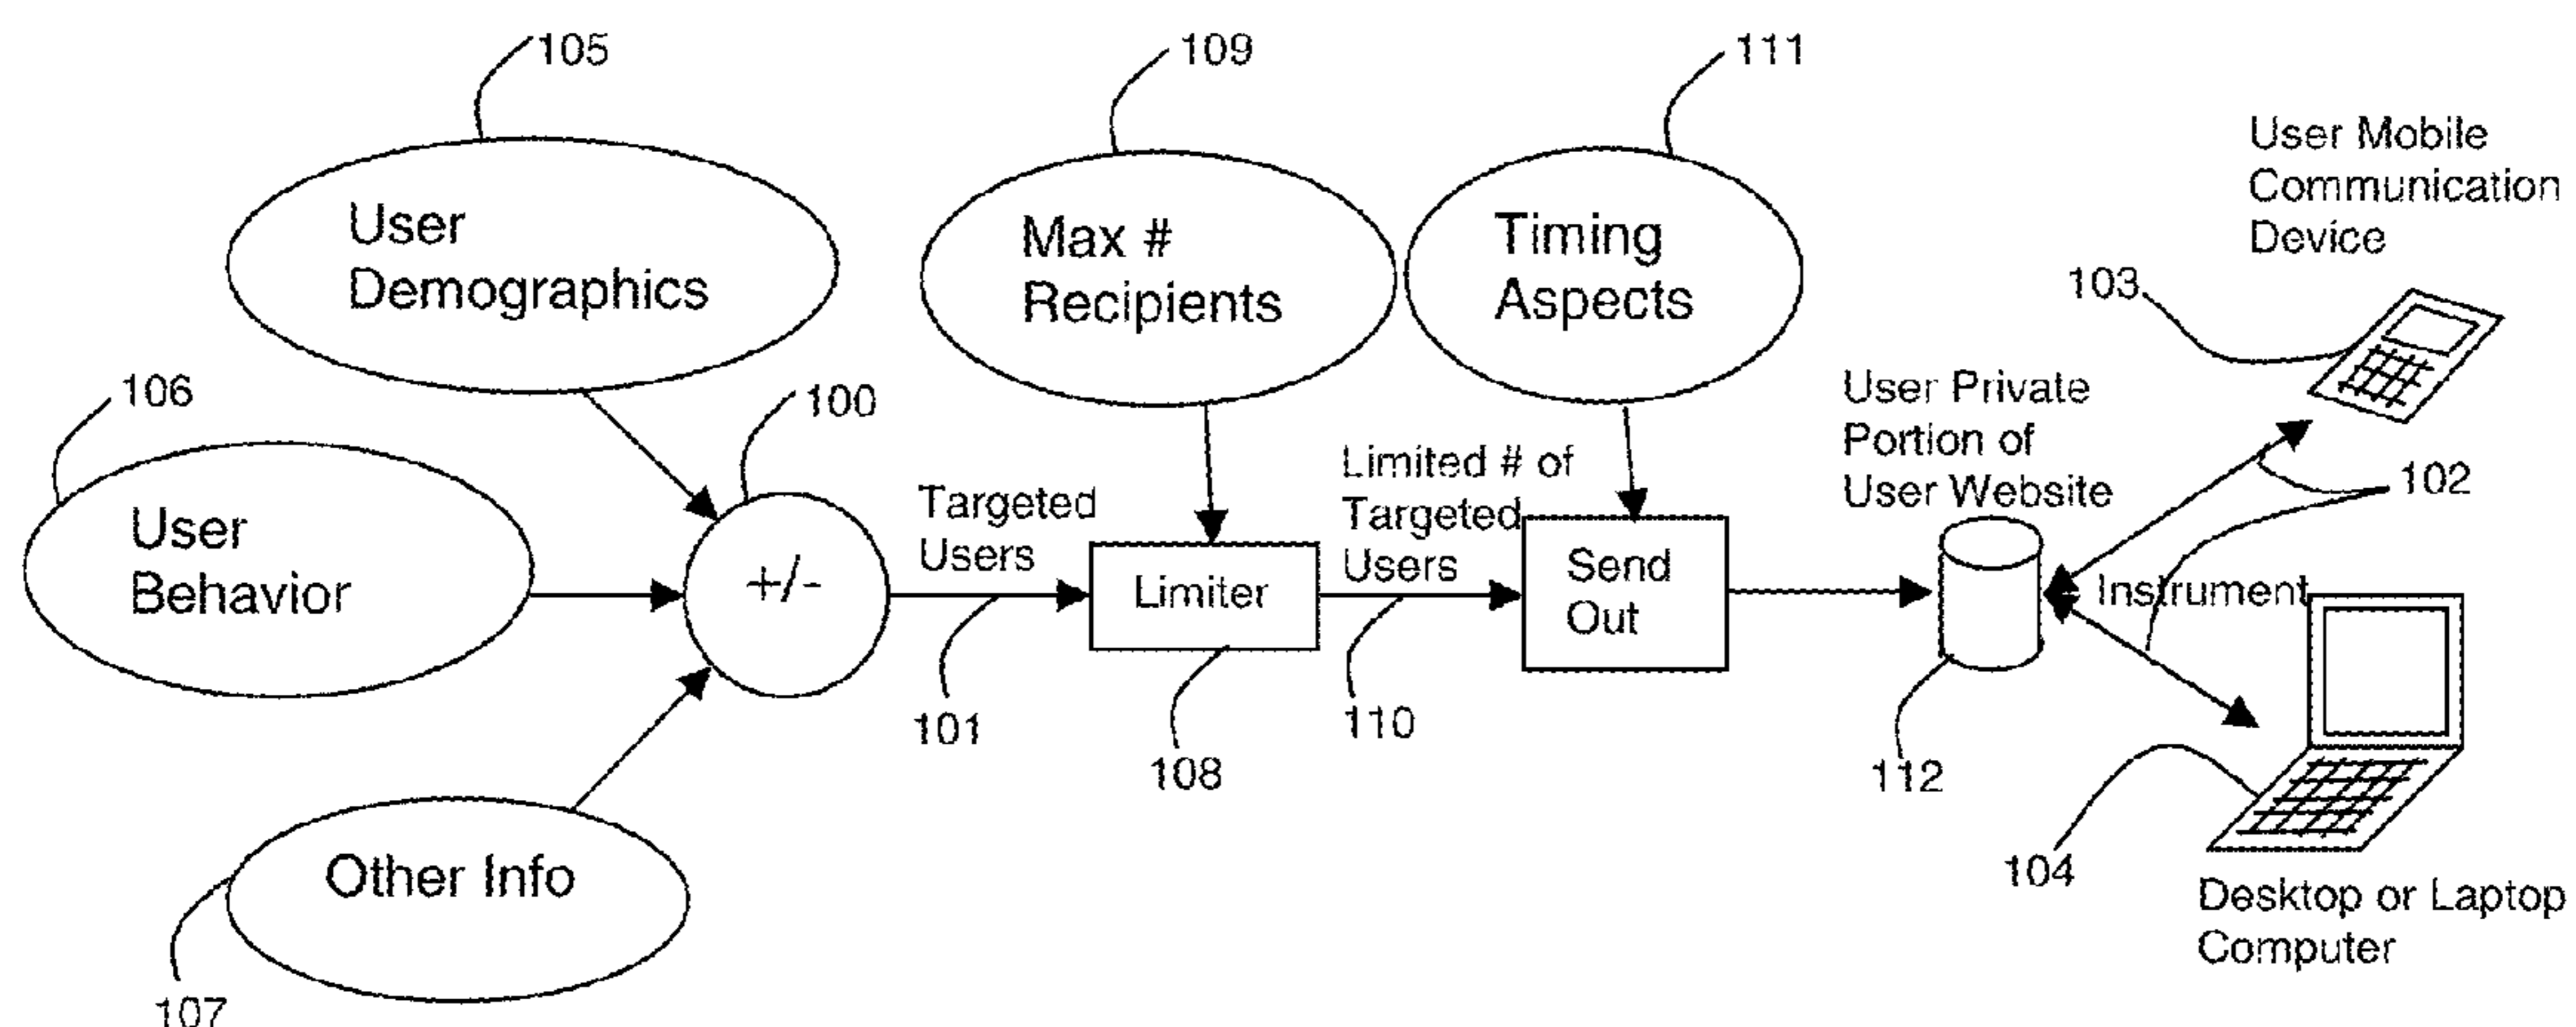 105
109
111
User Mobile
Communication
Device
User
Demographics
Max #
Recipients
Timing
Aspects
103
106
100
User Private
Portion of
User Website
Limited # of
Targeted
Users
102
User
Behavior
Targeted
Users
+/-
Limiter
Send
Out
Instrument
101
110
108
112
104
Other Info
Desktop or Laptop
Computer
107